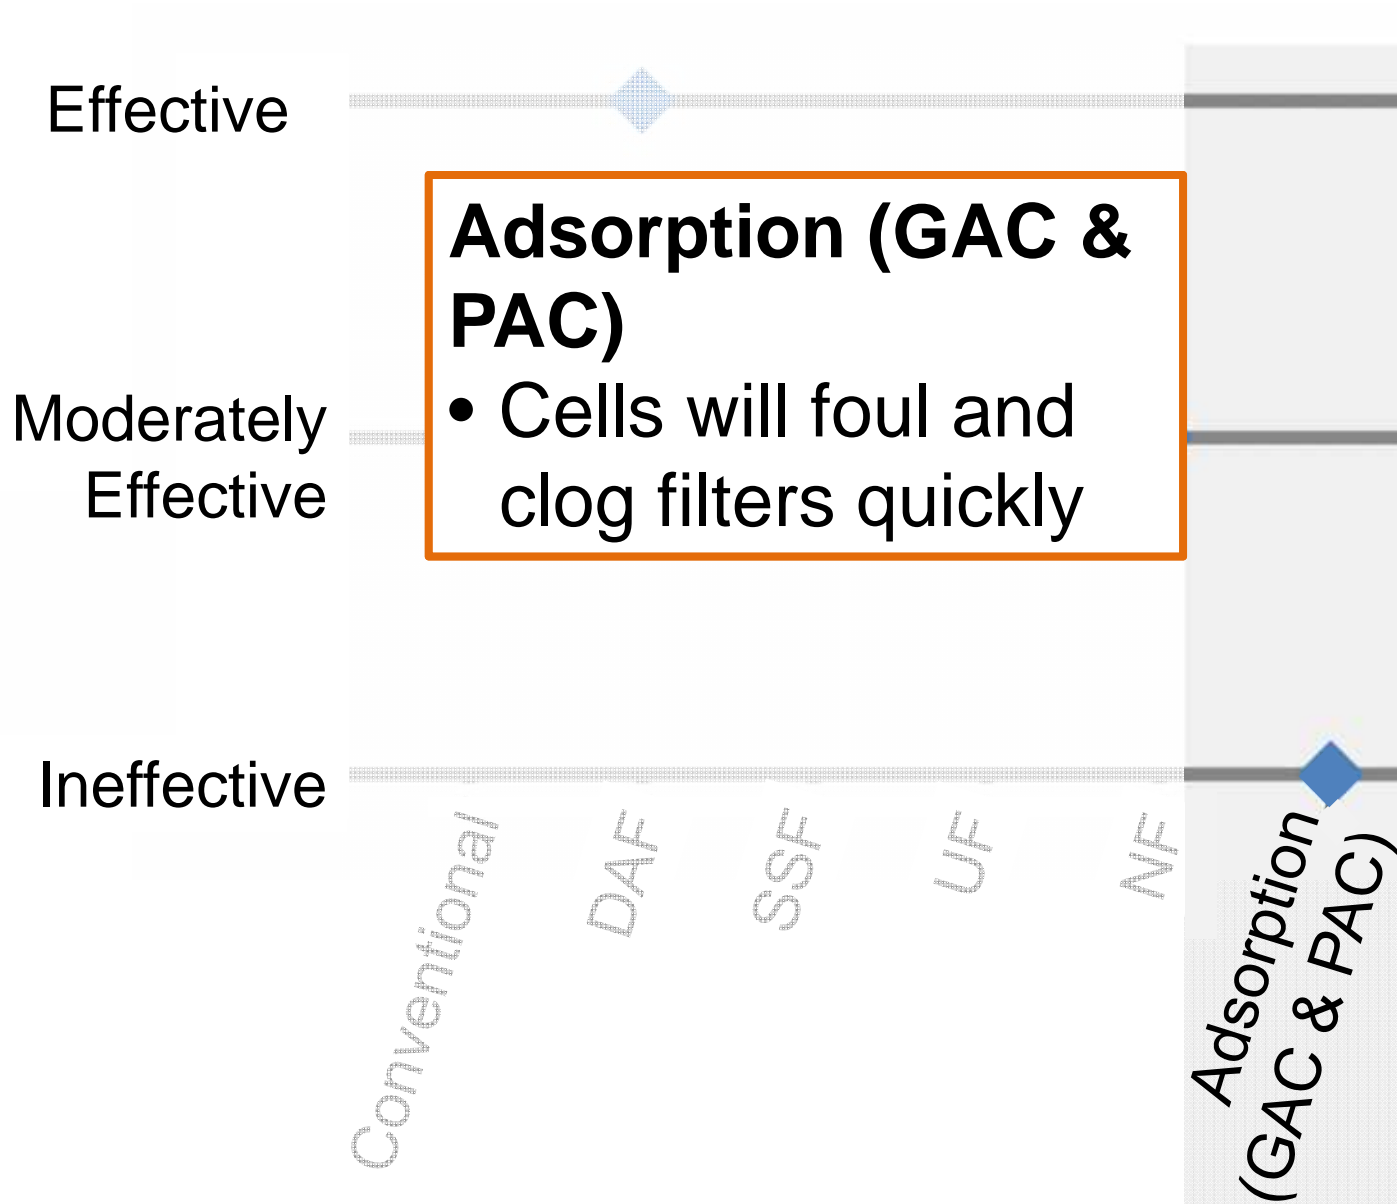 Effective
Adsorption (GAC &
PAC)
• Cells will foul and
clog filters quickly
Moderately
Effective
Ineffective
Conventional
DAF
SSF
UF
NF
Adsorption
(GAC & PAC)